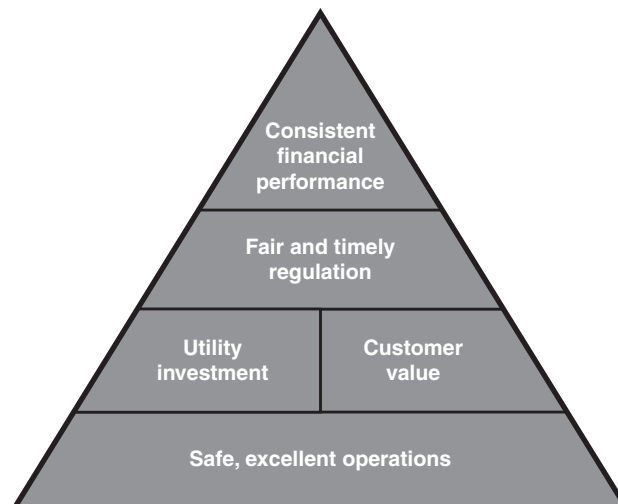 Consistent
financial
performance
Fair and timely
regulation
Utility
investment
Customer
value
Safe, excellent operations